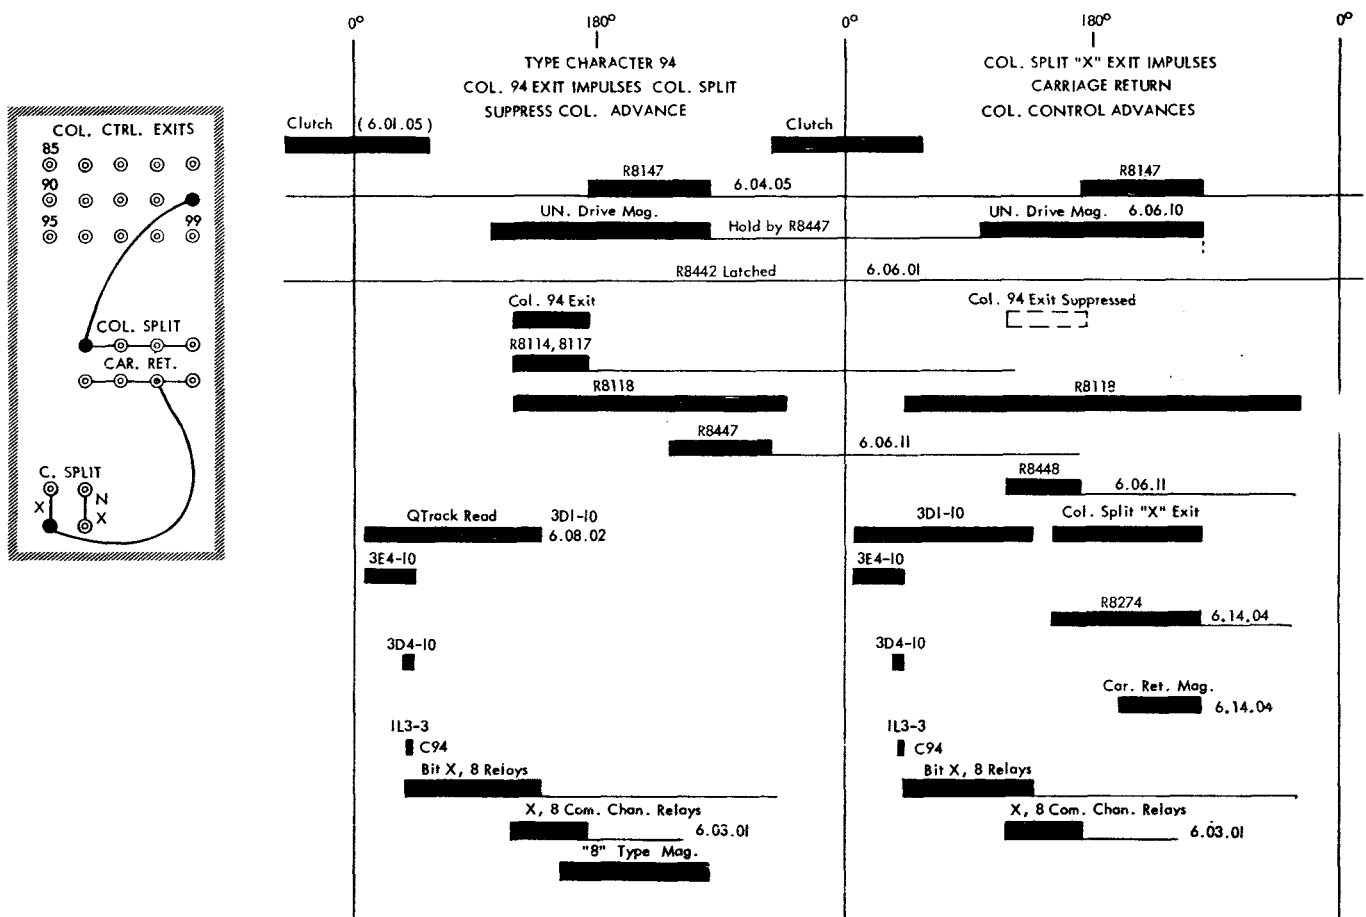 0° 180° 0° 180° 0°
TYPE CHARACTER 94
COL. 94 EXIT IMPULSES COL. SPLIT
SUPPRESS COL. ADVANCE
COL. SPLIT "X" EXIT IMPULSES
CARRIAGE RETURN
COL. CONTROL ADVANCES
COL. CTRL. EXITS
85
90
95 99
COL. SPLIT
CAR. RET.
C. SPLIT
X N
X
Clutch (6.01.05) Clutch
R8147 6.04.05 R8147
UN. Drive Mag. Hold by R8447 UN. Drive Mag. 6.06.10
R8442 Latched 6.06.01
Col. 94 Exit Col. 94 Exit Suppressed
R8114, 8117
R8118 R8118
R8447 6.06.11
R8448 6.06.11
QTrack Read 3D1-10 3D1-10 Col. Split "X" Exit
6.08.02
3E4-10 3E4-10
R8274 6.14.04
3D4-10 3D4-10
Car. Ret. Mag. 6.14.04
1L3-3 1L3-3
C94 C94
Bit X, 8 Relays Bit X, 8 Relays
X, 8 Com. Chan. Relays 6.03.01 X, 8 Com. Chan. Relays 6.03.01
"8" Type Mag.